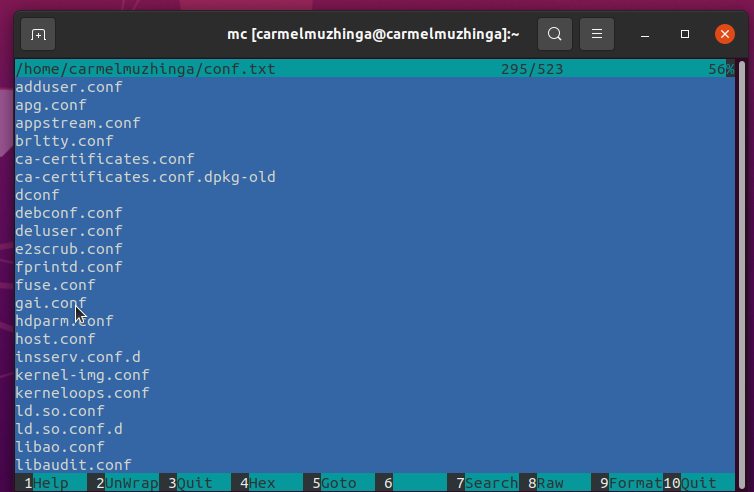 mc [carmelmuzhinga@carmelmuzhinga]:~
/home/carmelmuzhinga/conf.txt 295/523 56%
adduser.conf
apg.conf
appstream.conf
brltty.conf
ca-certificates.conf
ca-certificates.conf.dpkg-old
dconf
debconf.conf
deluser.conf
e2scrub.conf
fprintd.conf
fuse.conf
gai.conf
hdparm.conf
host.conf
insserv.conf.d
kernel-img.conf
kerneloops.conf
ld.so.conf
ld.so.conf.d
libao.conf
libaudit.conf
1Help 2UnWrap 3Quit 4Hex 5Goto 6 7Search 8Raw 9Format 10Quit